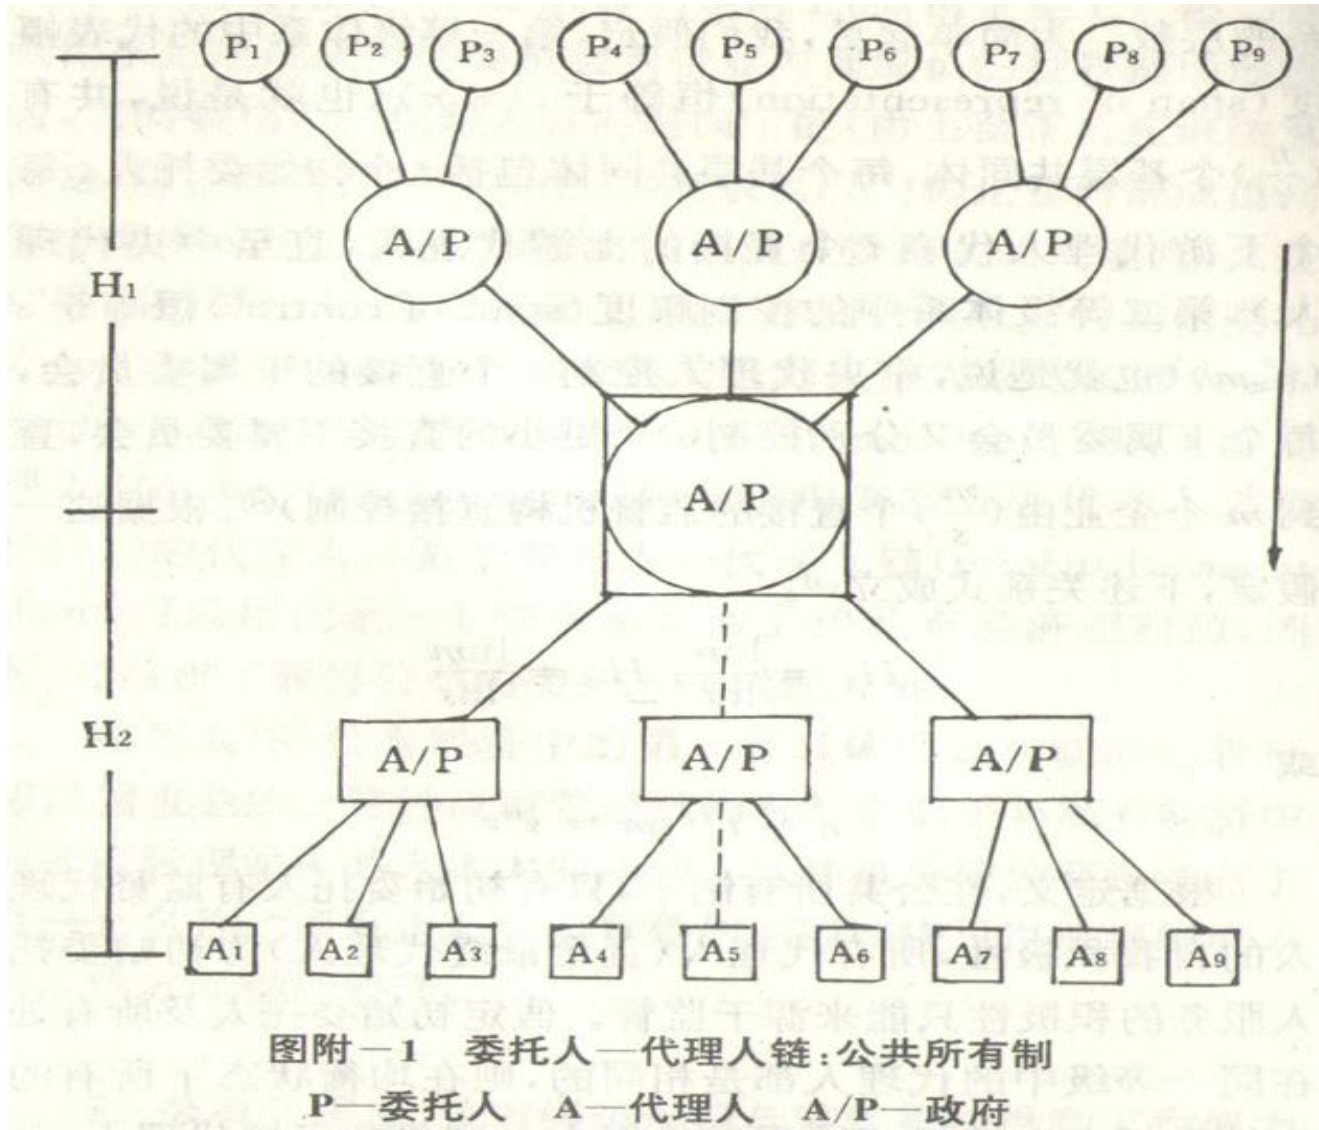 P1 P2 P3 P4 P5 P6 P7 P8 P9
A/P A/P A/P
H1
A/P
H2
A/P A/P A/P
A1 A2 A3 A4 A5 A6 A7 A8 A9
图附—1 委托人—代理人链:公共所有制
P—委托人 A—代理人 A/P—政府